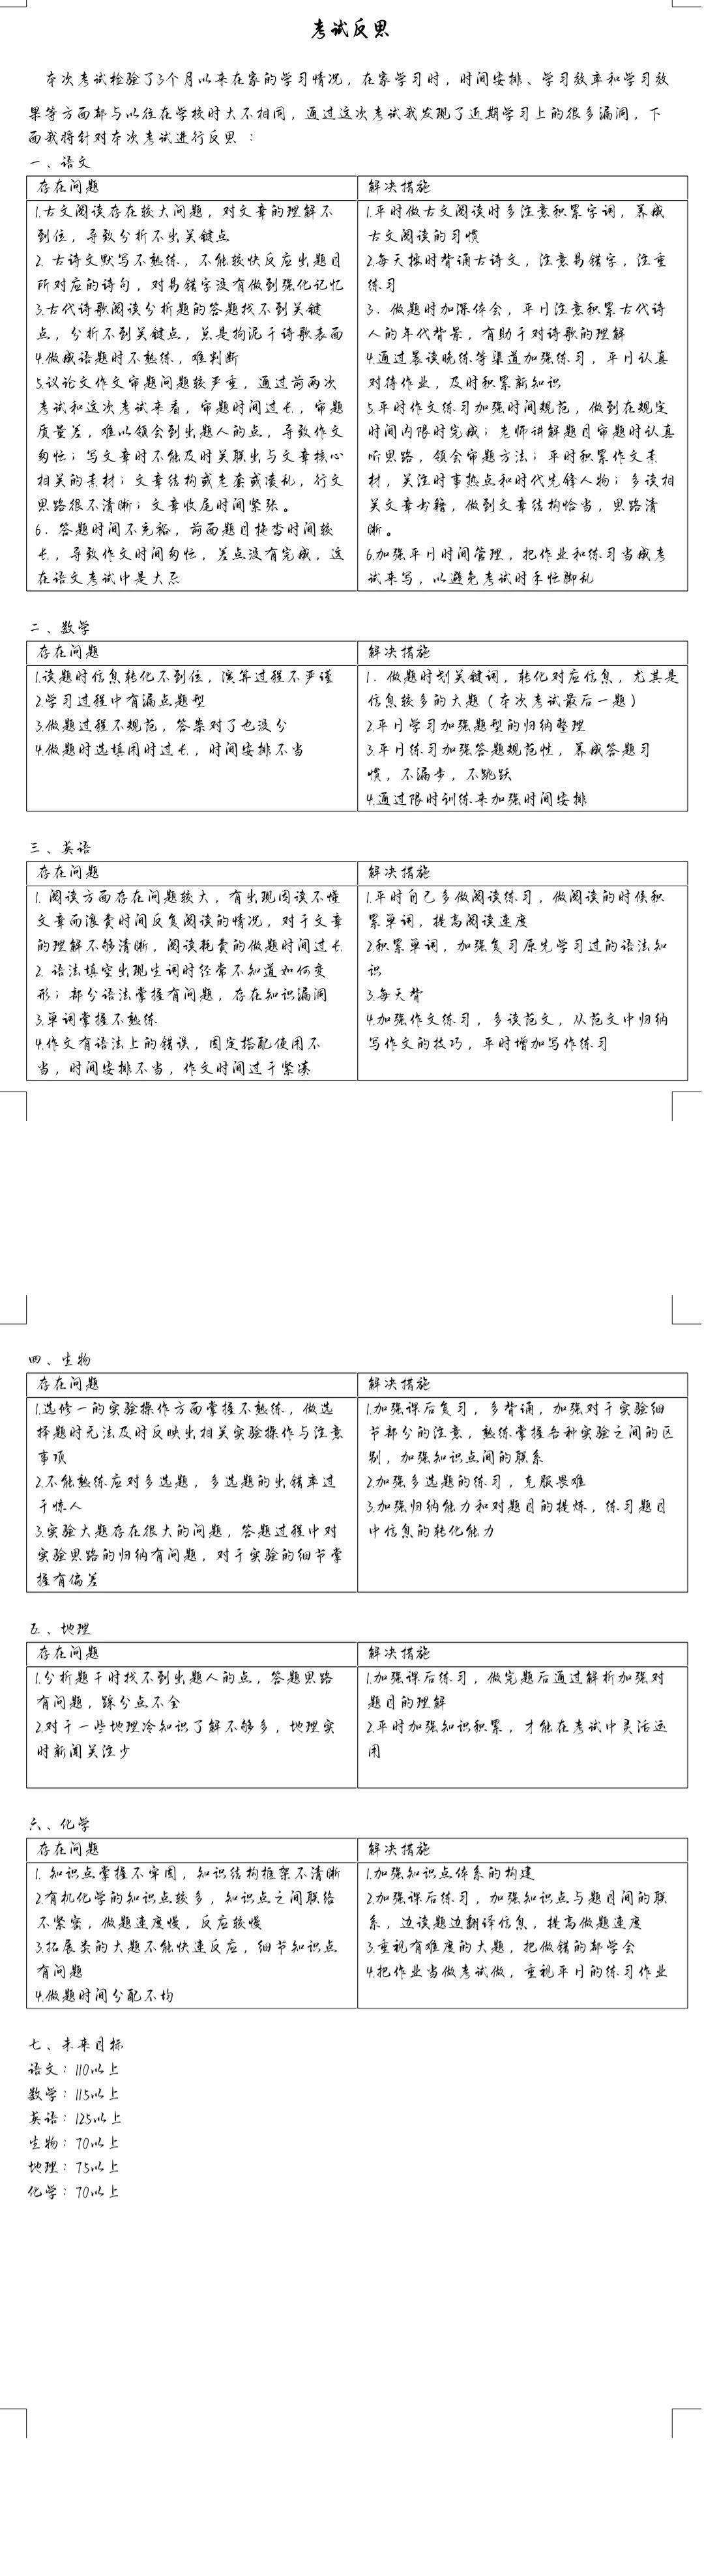 考试反思
本次考试检验了3个月以来在家的学习情况，在家学习时，时间安排、学习效率和学习效
果等方面都与以往在学校时大不相同，通过这次考试我发现了近期学习上的很多漏洞，下
面我将针对本次考试进行反思 ：
一、语文
存在问题
1.古文阅读存在较大问题，对文章的理解不
到位，导致分析不出关键点
2. 古诗文默写不熟练，不能较快反应出题目
所对应的诗句，对易错字没有做到强化记忆
3.古代诗歌阅读分析题的答题找不到关键
点，分析不到关键点，总是拘泥于诗歌表面
4.做成语题时不熟练，难判断
5.议论文作文审题问题较严重，通过前两次
考试和这次考试来看，审题时间过长，审题
质量差，难以领会到出题人的点，导致作文
匆忙；写文章时不能及时关联出与文章核心
相关的素材；文章结构或老套或凌乱，行文
思路很不清晰；文章收尾时间紧张。
6．答题时间不充裕，前面题目拖沓时间较
长，导致作文时间匆忙，差点没有完成，这
在语文考试中是大忌
解决措施
1.平时做古文阅读时多注意积累字词，养成
古文阅读的习惯
2.每天按时背诵古诗文，注意易错字，注重
练习
3．做题时加深体会，平日注意积累古代诗
人的年代背景，有助于对诗歌的理解
4.通过晨读晚练等渠道加强练习，平日认真
对待作业，及时积累新知识
5.平时作文练习加强时间规范，做到在规定
时间内限时完成；老师讲解题目审题时认真
听思路，领会审题方法；平时积累作文素
材，关注时事热点和时代先锋人物；多读相
关文章书籍，做到文章结构恰当，思路清
晰。
6.加强平日时间管理，把作业和练习当成考
试来写，以避免考试时手忙脚乱
二、数学
存在问题
1.读题时信息转化不到位，演算过程不严谨
2.学习过程中有漏点题型
3.做题过程不规范，答案对了也没分
4.做题时选填用时过长，时间安排不当
解决措施
1．做题时划关键词，转化对应信息，尤其是
信息较多的大题（本次考试最后一题）
2.平日学习加强题型的归纳整理
3.平日练习加强答题规范性，养成答题习
惯，不漏步，不跳跃
4.通过限时训练来加强时间安排
三、英语
存在问题
1. 阅读方面存在问题较大，有出现因读不懂
文章而浪费时间反复阅读的情况，对于文章
的理解不够清晰，阅读耗费的做题时间过长
2. 语法填空出现生词时经常不知道如何变
形；部分语法掌握有问题，存在知识漏洞
3.单词掌握不熟练
4.作文有语法上的错误，固定搭配使用不
当，时间安排不当，作文时间过于紧凑
解决措施
1.平时自己多做阅读练习，做阅读的时候积
累单词，提高阅读速度
2.积累单词，加强复习原先学习过的语法知
识
3.每天背
4.加强作文练习，多读范文，从范文中归纳
写作文的技巧，平时增加写作练习
四、生物
存在问题
1.选修一的实验操作方面掌握不熟练，做选
择题时无法及时反映出相关实验操作与注意
事项
2.不能熟练应对多选题，多选题的出错率过
于惊人
3.实验大题存在很大的问题，答题过程中对
实验思路的归纳有问题，对于实验的细节掌
握有偏差
解决措施
1.加强课后复习，多背诵，加强对于实验细
节部分的注意，熟练掌握各种实验之间的区
别，加强知识点间的联系
2.加强多选题的练习，克服畏难
3.加强归纳能力和对题目的提炼，练习题目
中信息的转化能力
五、地理
存在问题
1.分析题干时找不到出题人的点，答题思路
有问题，踩分点不全
2.对于一些地理冷知识了解不够多，地理实
时新闻关注少
解决措施
1.加强课后练习，做完题后通过解析加强对
题目的理解
2.平时加强知识积累，才能在考试中灵活运
用
六、化学
存在问题
1. 知识点掌握不牢固，知识结构框架不清晰
2.有机化学的知识点较多，知识点之间联络
不紧密，做题速度慢，反应较慢
3.拓展类的大题不能快速反应，细节知识点
有问题
4.做题时间分配不均
解决措施
1.加强知识点体系的构建
2.加强课后练习，加强知识点与题目间的联
系，边读题边翻译信息，提高做题速度
3.重视有难度的大题，把做错的都学会
4.把作业当做考试做，重视平日的练习作业
七、未来目标
语文：110以上
数学：115以上
英语：125以上
生物：70以上
地理：75以上
化学：70以上